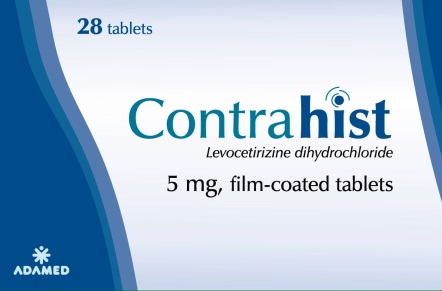 28 tablets
Contrahist
Levocetirizine dihydrochloride
5 mg, film-coated tablets
ADAMED